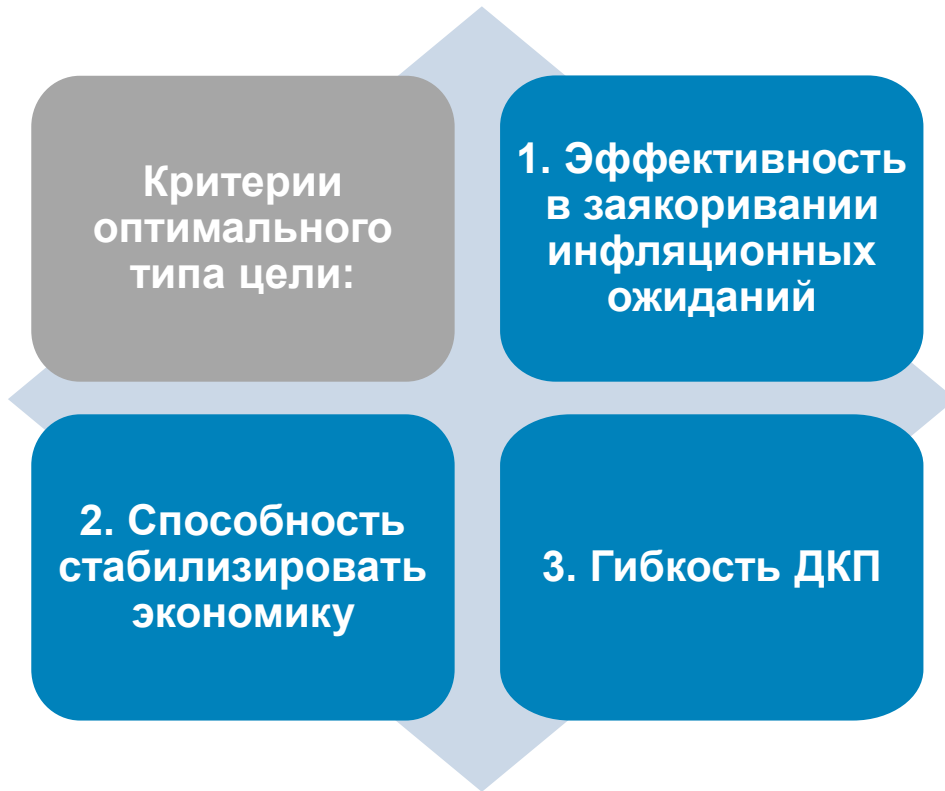 Критерии
оптимального
типа цели:
1. Эффективность
в заякоривании
инфляционных
ожиданий
2. Способность
стабилизировать
экономику
3. Гибкость ДКП